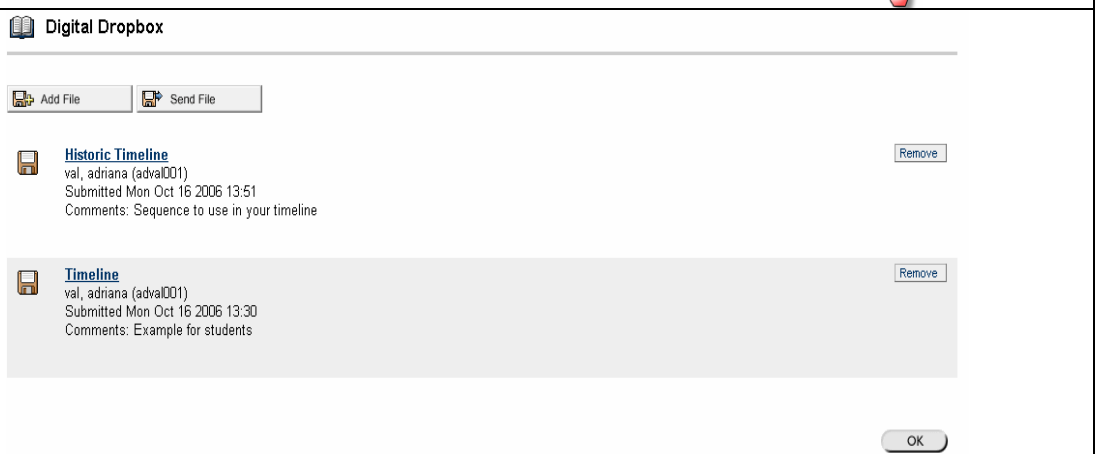 Digital Dropbox
Add File
Send File
Historic Timeline
Remove
val, adriana (adval001)
Submitted Mon Oct 16 2006 13:51
Comments: Sequence to use in your timeline
Timeline
Remove
val, adriana (adval001)
Submitted Mon Oct 16 2006 13:30
Comments: Example for students
OK